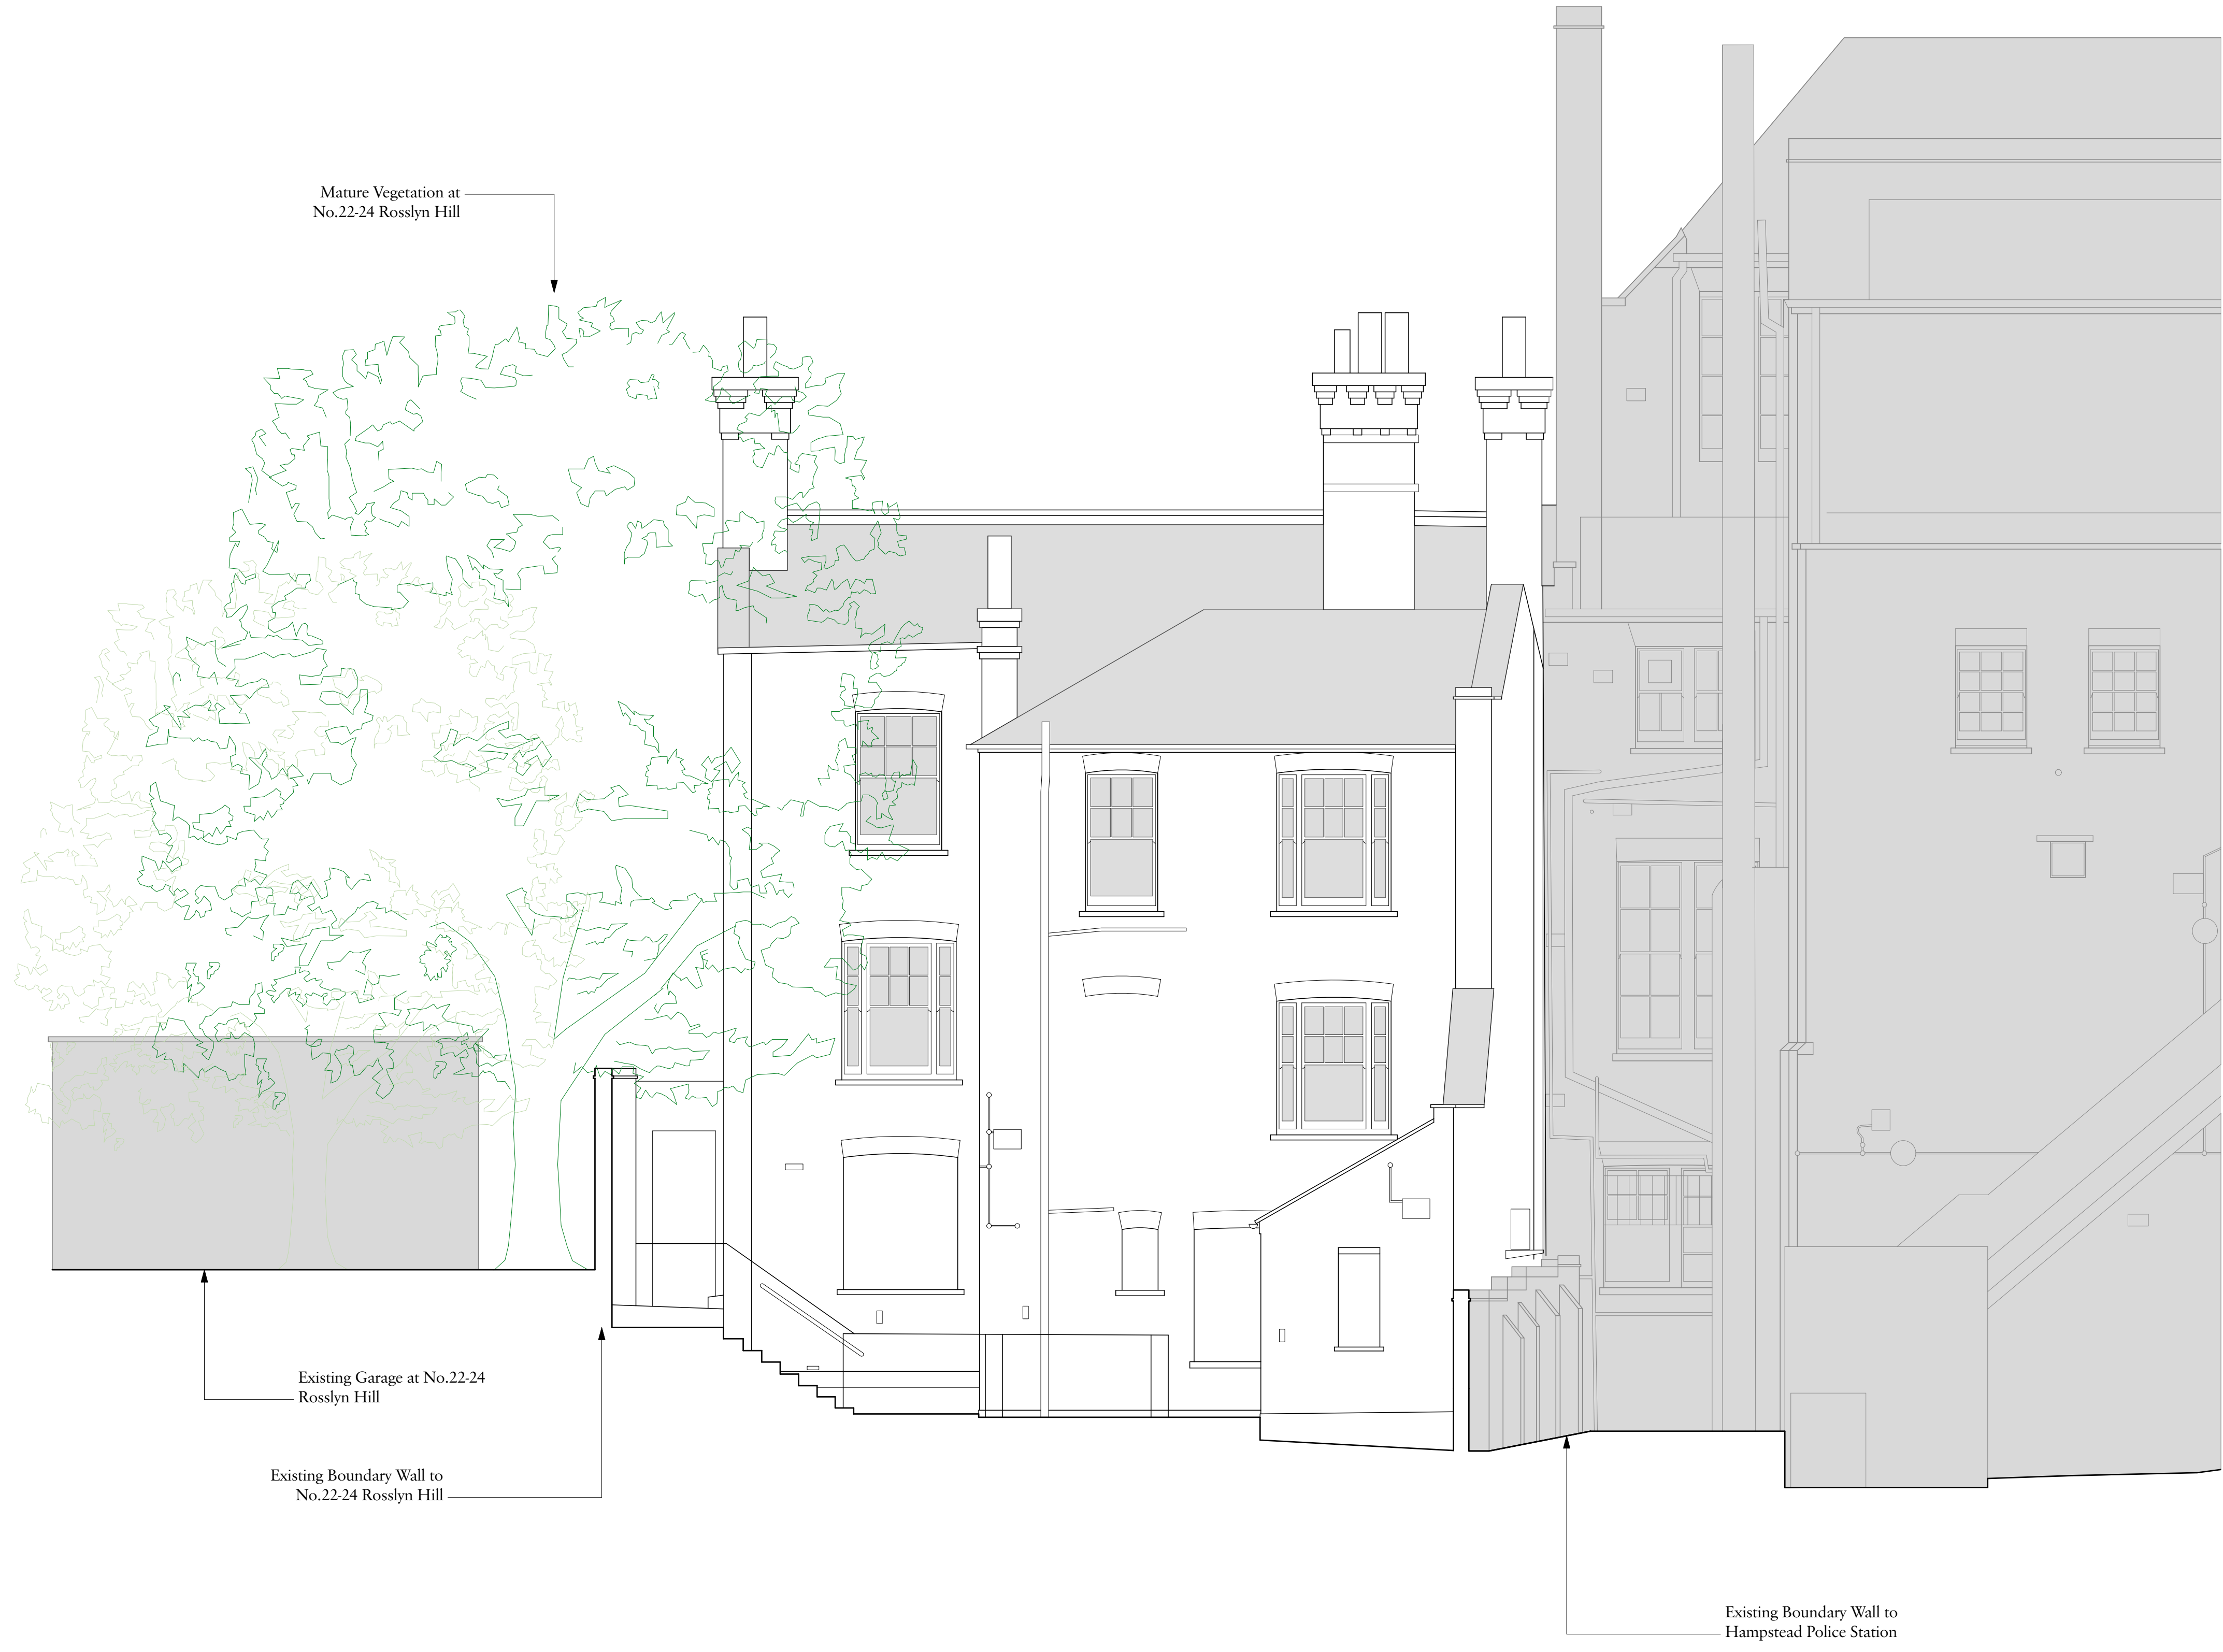 Mature Vegetation at
No.22-24 Rosslyn Hill
Existing Garage at No.22-24
Rosslyn Hill
Existing Boundary Wall to
No.22-24 Rosslyn Hill
Existing Boundary Wall to
Hampstead Police Station